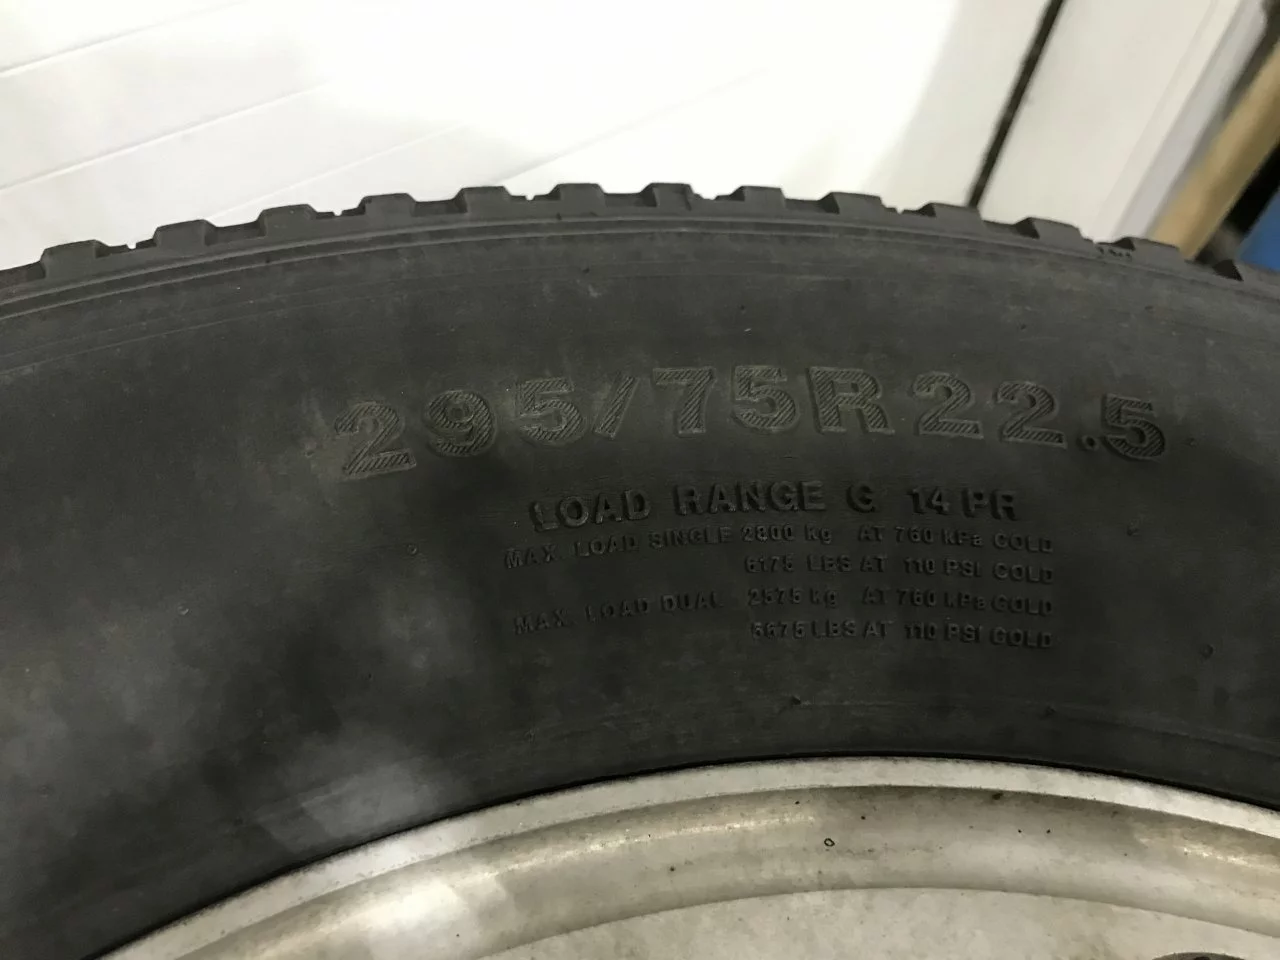 295/75R22.5
LOAD RANGE G 14 PR
MAX. LOAD SINGLE 2800 kg AT 760 kPa COLD
6175 LBS AT 110 PSI COLD
MAX. LOAD DUAL 2575 kg AT 760 kPa COLD
5675 LBS AT 110 PSI COLD